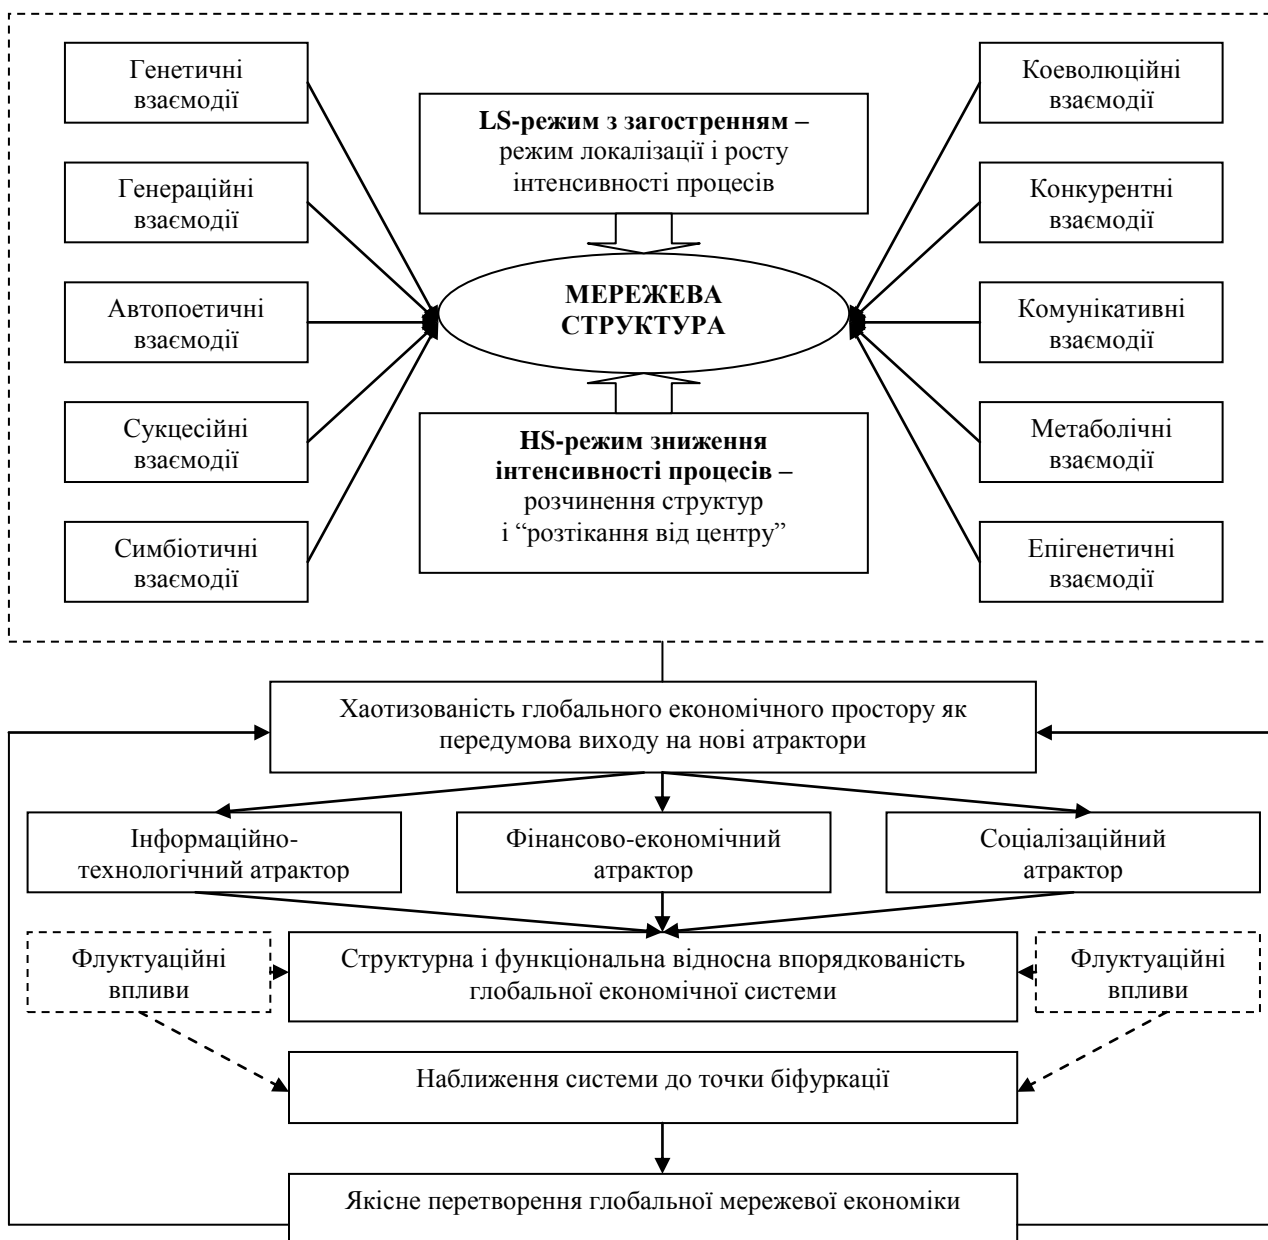 Генетичні
взаємодії
Генераційні
взаємодії
Автопоетичні
взаємодії
Сукцесійні
взаємодії
Симбіотичні
взаємодії
LS-режим з загостренням –
режим локалізації і росту
інтенсивності процесів
МЕРЕЖЕВА
СТРУКТУРА
HS-режим зниження
інтенсивності процесів –
розчинення структур
і “розтікання від центру”
Коеволюційні
взаємодії
Конкурентні
взаємодії
Комунікативні
взаємодії
Метаболічні
взаємодії
Епігенетичні
взаємодії
Хаотизованість глобального економічного простору як
передумова виходу на нові атрактори
Інформаційно-
технологічний атрактор
Фінансово-економічний
атрактор
Соціалізаційний
атрактор
Флуктуаційні
впливи
Структурна і функціональна відносна впорядкованість
глобальної економічної системи
Флуктуаційні
впливи
Наближення системи до точки біфуркації
Якісне перетворення глобальної мережевої економіки